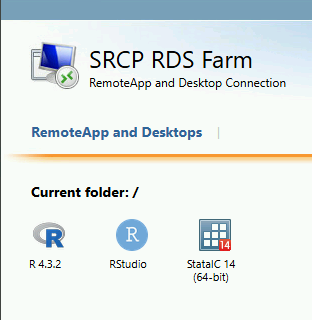 SRCP RDS Farm
RemoteApp and Desktop Connection
RemoteApp and Desktops
Current folder: /
R
R
14
R 4.3.2
RStudio
StataIC 14
(64-bit)